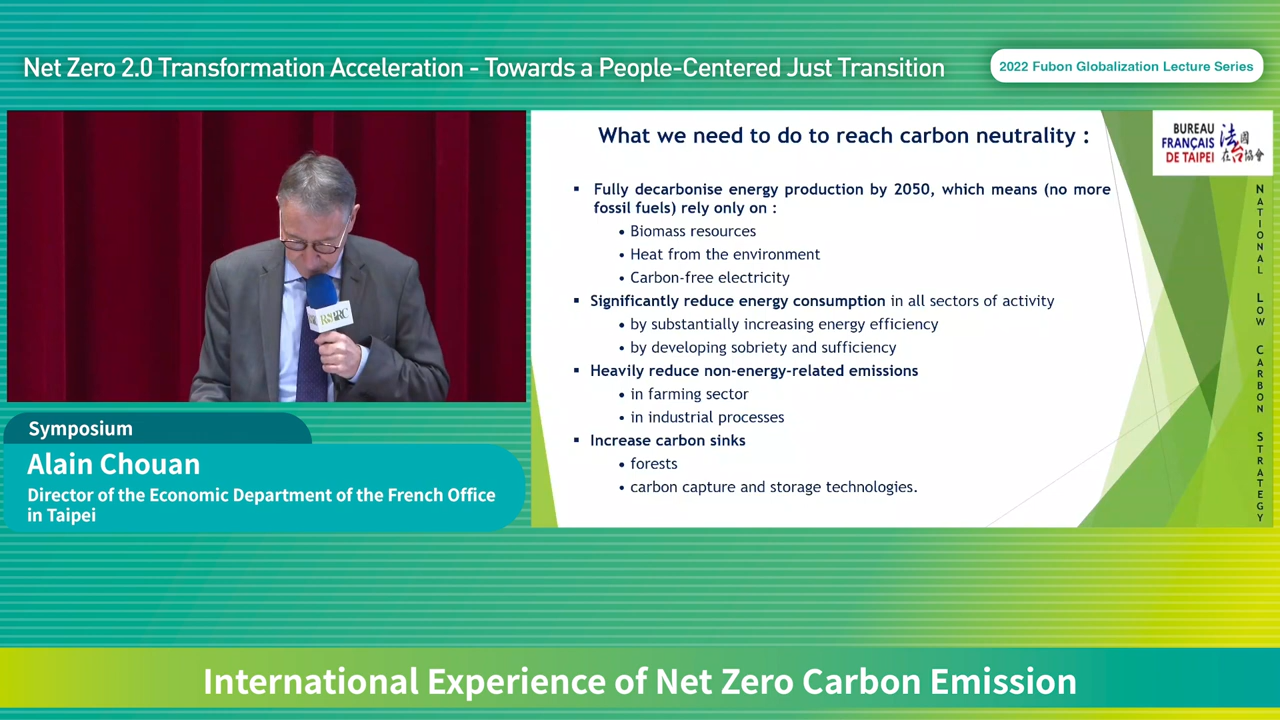 Net Zero 2.0 Transformation Acceleration - Towards a People-Centered Just Transition
2022 Fubon Globalization Lecture Series
What we need to do to reach carbon neutrality :
▪ Fully decarbonise energy production by 2050, which means (no more
fossil fuels) rely only on :
• Biomass resources
• Heat from the environment
• Carbon-free electricity
▪ Significantly reduce energy consumption in all sectors of activity
• by substantially increasing energy efficiency
• by developing sobriety and sufficiency
▪ Heavily reduce non-energy-related emissions
• in farming sector
• in industrial processes
▪ Increase carbon sinks
• forests
• carbon capture and storage technologies.
BUREAU
FRANÇAIS
DE TAIPEI
法國
在台協會
NATIONAL LOW CARBON STRATEGY
Symposium
Alain Chouan
Director of the Economic Department of the French Office
in Taipei
International Experience of Net Zero Carbon Emission